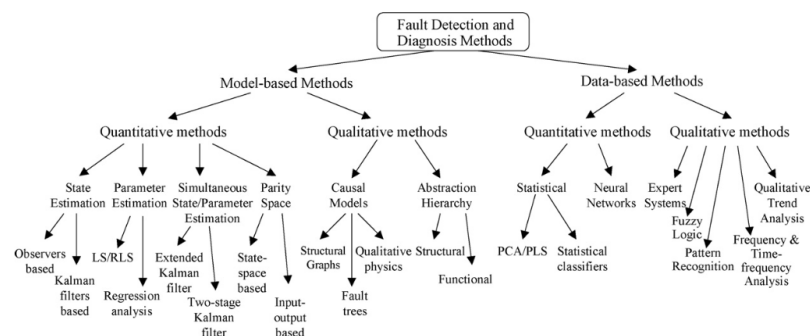 Fault Detection and
Diagnosis Methods
Model-based Methods
Data-based Methods
Quantitative methods
Qualitative methods
Quantitative methods
Qualitative methods
State
Estimation
Parameter
Estimation
Simultaneous
State/Parameter
Estimation
Parity
Space
Causal
Models
Abstraction
Hierarchy
Statistical
Neural
Networks
Expert
Systems
Fuzzy
Logic
Pattern
Recognition
Frequency &
Time-
frequency
Analysis
Qualitative
Trend
Analysis
Observers
based
Kalman
filters
based
LS/RLS
Regression
analysis
Extended
Kalman
filter
Two-stage
Kalman
filter
State-
space
based
Input-
output
based
Structural
Graphs
Fault
trees
Qualitative
physics
Structural
Functional
PCA/PLS
Statistical
classifiers